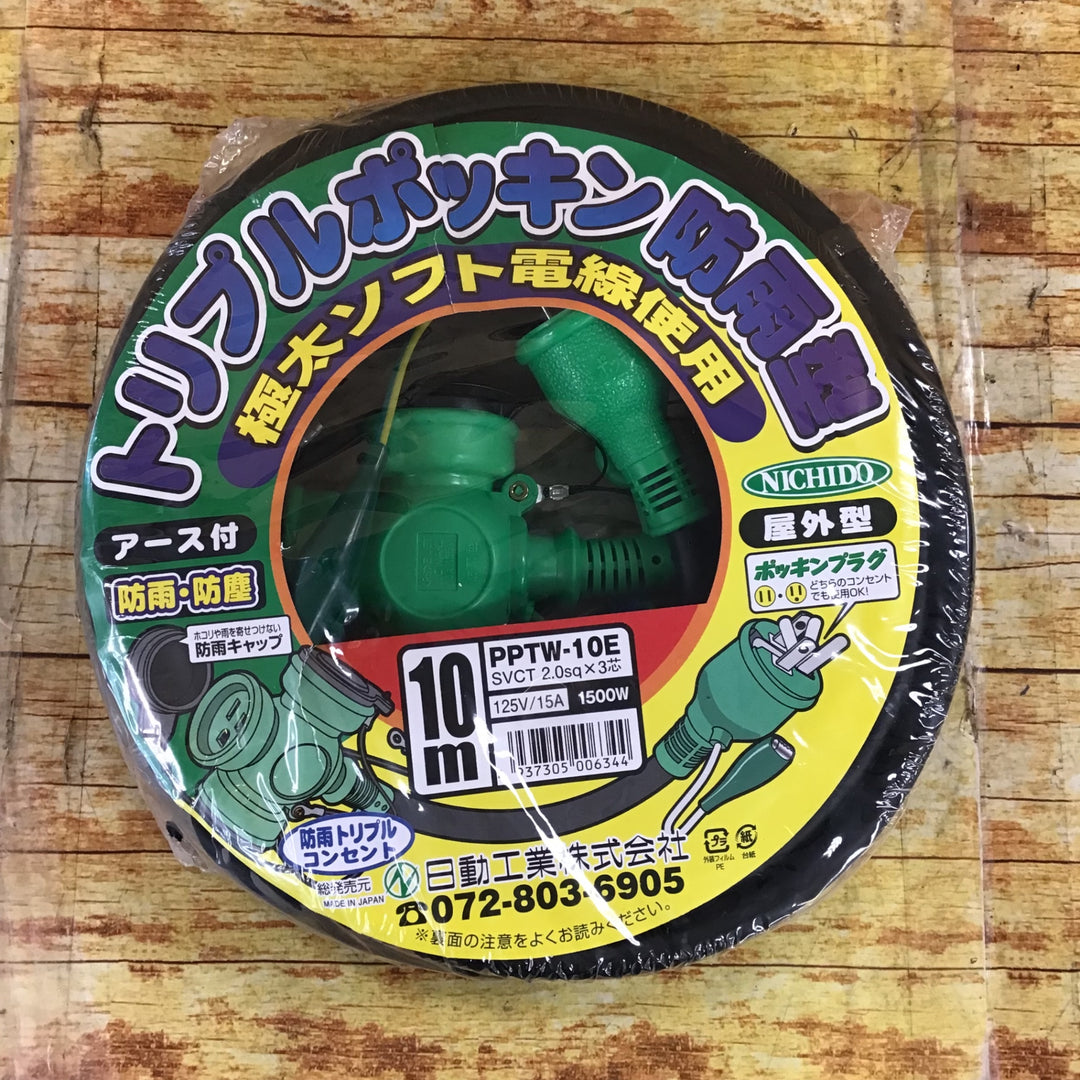 トリプルポッキン防雨型
極太ソフト電線使用
NICHIDO
屋外型
ポッキンプラグ
どちらのコンセント
でも使用OK!
アース付
防雨・防塵
ホコリや雨を寄せつけない
防雨キャップ
10m
PPTW-10E
SVCT 2.0sq×3芯
125V/15A 1500W
937305 006344
防雨トリプル
コンセント
総発売元
MADE IN JAPAN
日動工業株式会社
☎072-803-6905
※裏面の注意をよくお読みください。
プラ
外装フィルム
PE
紙
台紙